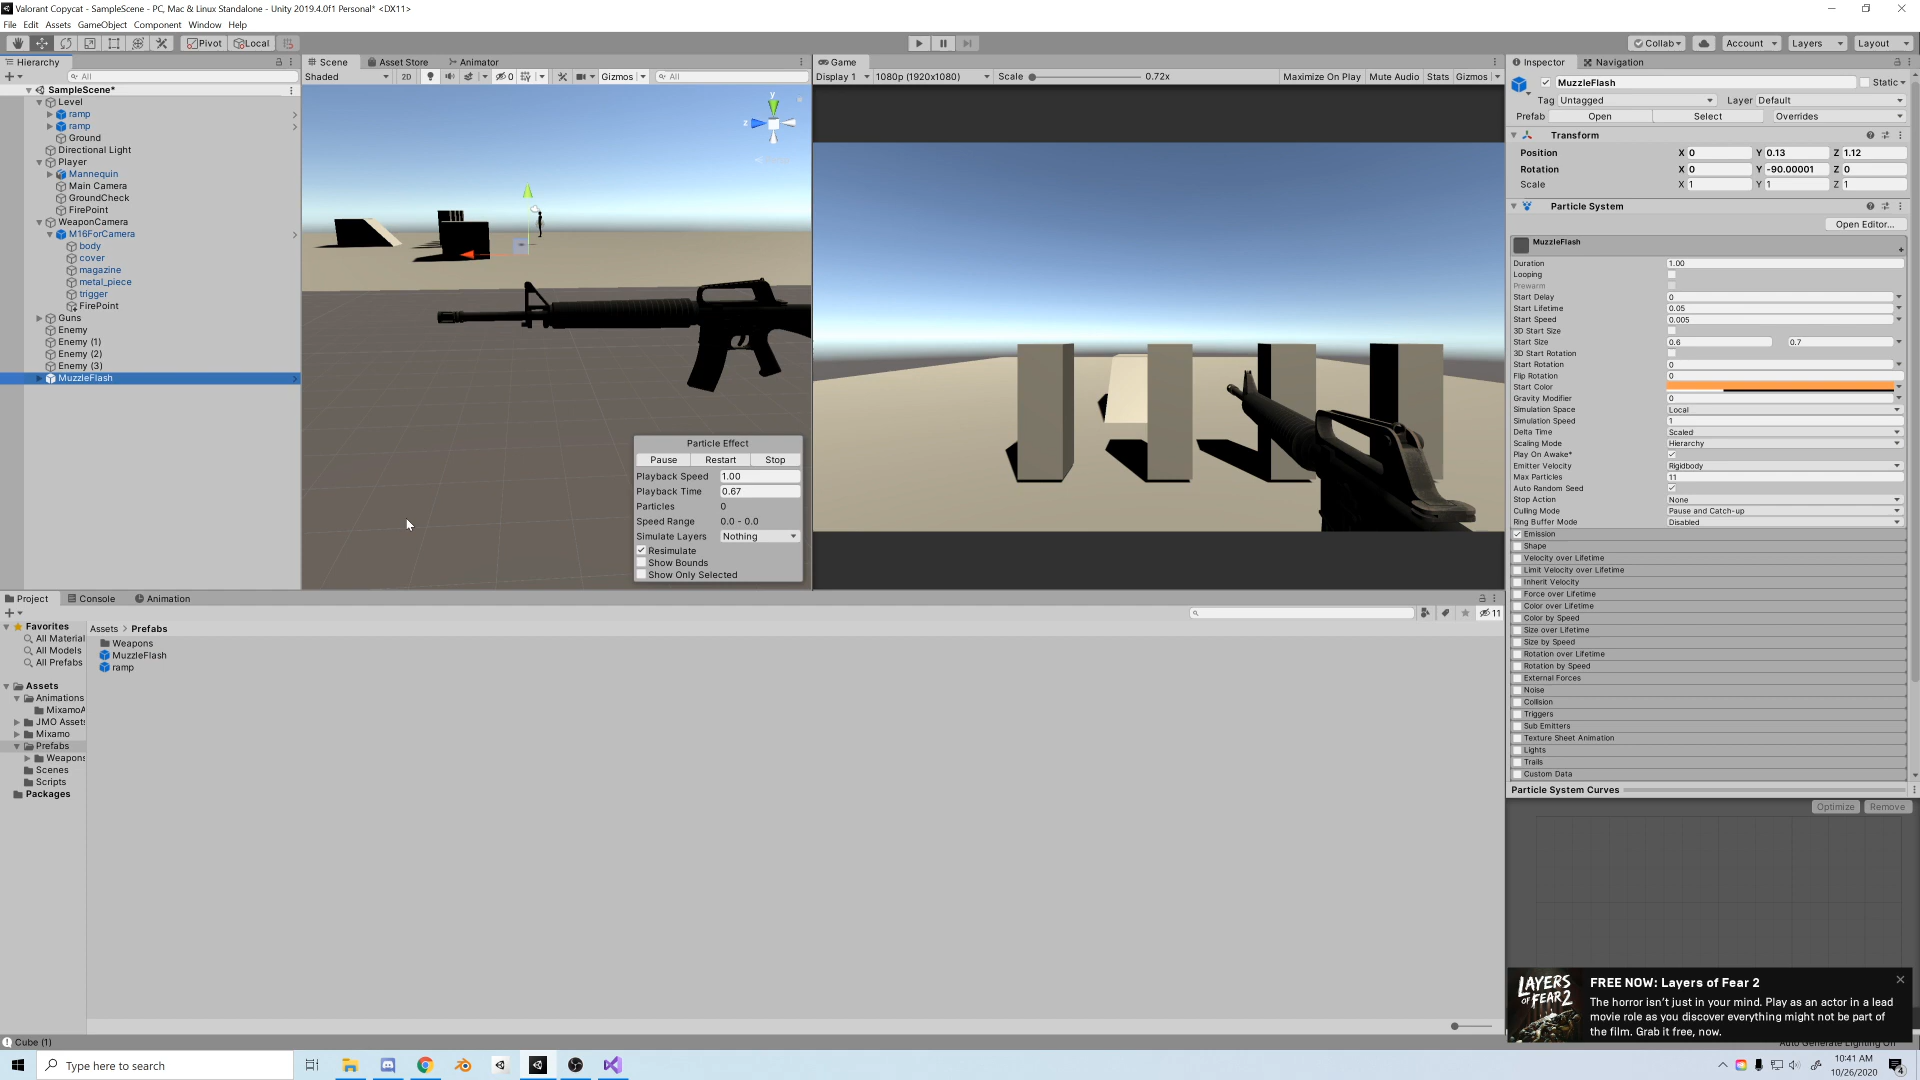 Valorant Copycat - SampleScene - PC, Mac & Linux Standalone - Unity 2019.4.0f1 Personal* <DX11>
File Edit Assets GameObject Component Window Help
Pivot Local Collab Account Layers Layout
Hierarchy
All
SampleScene*
Level
ramp
ramp
Ground
Directional Light
Player
Mannequin
Main Camera
GroundCheck
FirePoint
WeaponCamera
M16ForCamera
body
cover
magazine
metal_piece
trigger
FirePoint
Guns
Enemy
Enemy (1)
Enemy (2)
Enemy (3)
MuzzleFlash
Scene Asset Store Animator
Shaded 2D 0 Gizmos All
y
z
Particle Effect
Pause Restart Stop
Playback Speed 1.00
Playback Time 0.67
Particles 0
Speed Range 0.0 - 0.0
Simulate Layers Nothing
Resimulate
Show Bounds
Show Only Selected
Game
Display 1 1080p (1920x1080) Scale 0.72x Maximize On Play Mute Audio Stats Gizmos
Inspector Navigation
MuzzleFlash Static
Tag Untagged Layer Default
Prefab Open Select Overrides
Transform
Position X 0 Y 0.13 Z 1.12
Rotation X 0 Y -90.00001 Z 0
Scale X 1 Y 1 Z 1
Particle System
Open Editor...
MuzzleFlash
Duration 1.00
Looping
Prewarm
Start Delay 0
Start Lifetime 0.05
Start Speed 0.005
3D Start Size
Start Size 0.6 0.7
3D Start Rotation
Start Rotation 0
Flip Rotation 0
Start Color
Gravity Modifier 0
Simulation Space Local
Simulation Speed 1
Delta Time Scaled
Scaling Mode Hierarchy
Play On Awake*
Emitter Velocity Rigidbody
Max Particles 11
Auto Random Seed
Stop Action None
Culling Mode Pause and Catch-up
Ring Buffer Mode Disabled
Emission
Shape
Velocity over Lifetime
Limit Velocity over Lifetime
Inherit Velocity
Force over Lifetime
Color over Lifetime
Color by Speed
Size over Lifetime
Size by Speed
Rotation over Lifetime
Rotation by Speed
External Forces
Noise
Collision
Triggers
Sub Emitters
Texture Sheet Animation
Lights
Trails
Custom Data
Particle System Curves
Optimize Remove
Project Console Animation
11
Favorites
All Material
All Models
All Prefabs
Assets
Animations
MixamoA
JMO Assets
Mixamo
Prefabs
Weapons
Scenes
Scripts
Packages
Assets > Prefabs
Weapons
MuzzleFlash
ramp
LAYERS OF FEAR 2
FREE NOW: Layers of Fear 2
The horror isn't just in your mind. Play as an actor in a lead
movie role as you discover everything might not be part of
the film. Grab it free, now.
Cube (1)
Auto Generate Lighting On
Type here to search
10:41 AM
10/26/2020
4